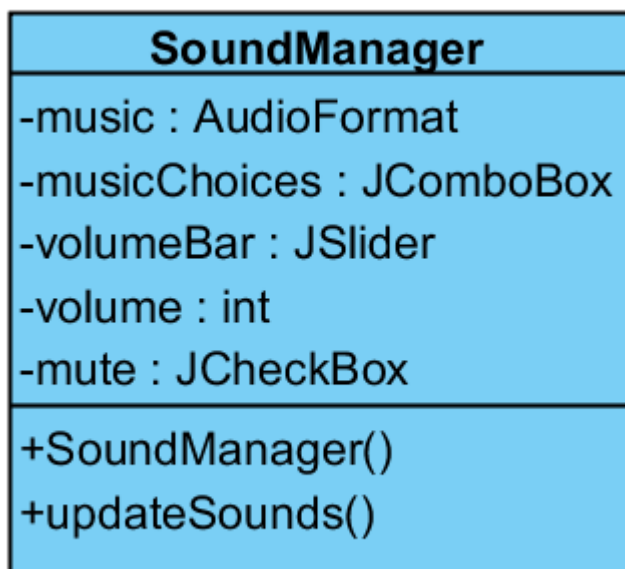 SoundManager
-music : AudioFormat
-musicChoices : JComboBox
-volumeBar : JSlider
-volume : int
-mute : JCheckBox
+SoundManager()
+updateSounds()